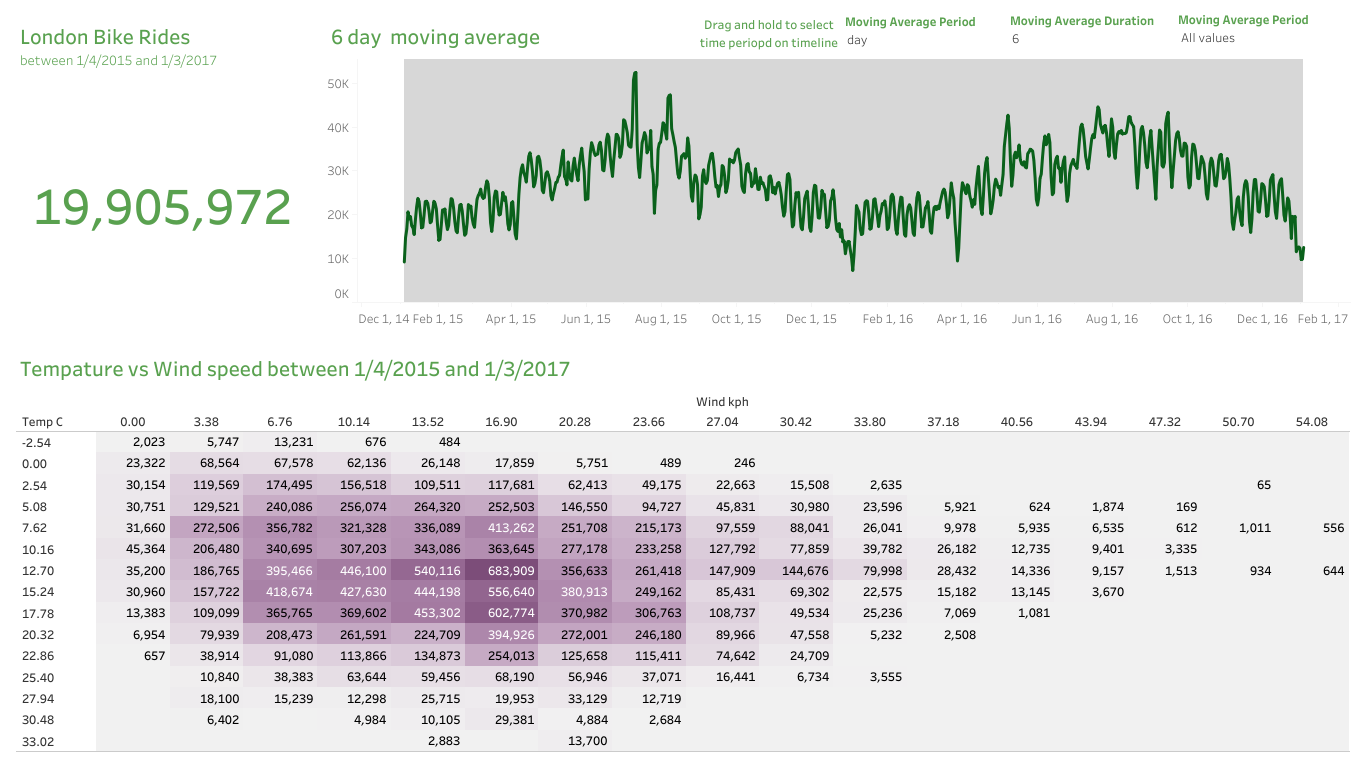 London Bike Rides
between 1/4/2015 and 1/3/2017
19,905,972
6 day moving average
Drag and hold to select
time periopd on timeline
Moving Average Period
day
Moving Average Duration
6
Moving Average Period
All values
50K
40K
30K
20K
10K
0K
Dec 1, 14 Feb 1, 15 Apr 1, 15 Jun 1, 15 Aug 1, 15 Oct 1, 15 Dec 1, 15 Feb 1, 16 Apr 1, 16 Jun 1, 16 Aug 1, 16 Oct 1, 16 Dec 1, 16 Feb 1, 17
Tempature vs Wind speed between 1/4/2015 and 1/3/2017
Wind kph
Temp C 0.00 3.38 6.76 10.14 13.52 16.90 20.28 23.66 27.04 30.42 33.80 37.18 40.56 43.94 47.32 50.70 54.08
-2.54 2,023 5,747 13,231 676 484
0.00 23,322 68,564 67,578 62,136 26,148 17,859 5,751 489 246
2.54 30,154 119,569 174,495 156,518 109,511 117,681 62,413 49,175 22,663 15,508 2,635 65
5.08 30,751 129,521 240,086 256,074 264,320 252,503 146,550 94,727 45,831 30,980 23,596 5,921 624 1,874 169
7.62 31,660 272,506 356,782 321,328 336,089 413,262 251,708 215,173 97,559 88,041 26,041 9,978 5,935 6,535 612 1,011 556
10.16 45,364 206,480 340,695 307,203 343,086 363,645 277,178 233,258 127,792 77,859 39,782 26,182 12,735 9,401 3,335
12.70 35,200 186,765 395,466 446,100 540,116 683,909 356,633 261,418 147,909 144,676 79,998 28,432 14,336 9,157 1,513 934 644
15.24 30,960 157,722 418,674 427,630 444,198 556,640 380,913 249,162 85,431 69,302 22,575 15,182 13,145 3,670
17.78 13,383 109,099 365,765 369,602 453,302 602,774 370,982 306,763 108,737 49,534 25,236 7,069 1,081
20.32 6,954 79,939 208,473 261,591 224,709 394,926 272,001 246,180 89,966 47,558 5,232 2,508
22.86 657 38,914 91,080 113,866 134,873 254,013 125,658 115,411 74,642 24,709
25.40 10,840 38,383 63,644 59,456 68,190 56,946 37,071 16,441 6,734 3,555
27.94 18,100 15,239 12,298 25,715 19,953 33,129 12,719
30.48 6,402 4,984 10,105 29,381 4,884 2,684
33.02 2,883 13,700